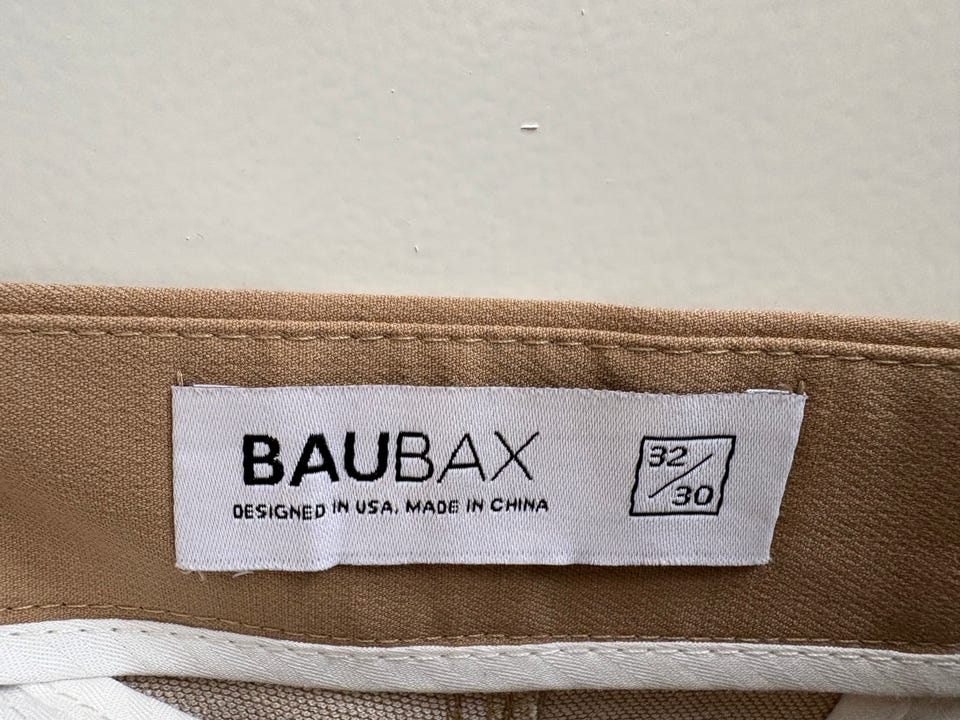 BAUBAX
DESIGNED IN USA. MADE IN CHINA
32/30